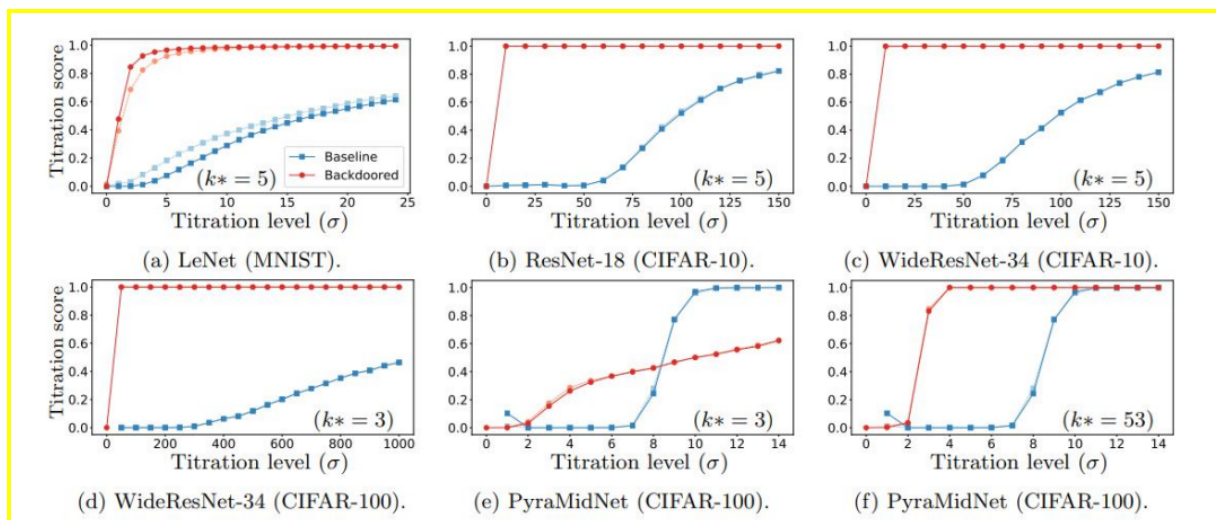 Titration score
1.0
0.8
0.6
0.4
0.2
0.0
Baseline
Backdoored
(k* = 5)
0 5 10 15 20 25
Titration level (σ)
(a) LeNet (MNIST).
1.0
0.8
0.6
0.4
0.2
0.0
(k* = 5)
0 25 50 75 100 125 150
Titration level (σ)
(b) ResNet-18 (CIFAR-10).
1.0
0.8
0.6
0.4
0.2
0.0
(k* = 5)
0 25 50 75 100 125 150
Titration level (σ)
(c) WideResNet-34 (CIFAR-10).
Titration score
1.0
0.8
0.6
0.4
0.2
0.0
(k* = 3)
0 200 400 600 800 1000
Titration level (σ)
(d) WideResNet-34 (CIFAR-100).
1.0
0.8
0.6
0.4
0.2
0.0
(k* = 3)
0 2 4 6 8 10 12 14
Titration level (σ)
(e) PyraMidNet (CIFAR-100).
1.0
0.8
0.6
0.4
0.2
0.0
(k* = 53)
0 2 4 6 8 10 12 14
Titration level (σ)
(f) PyraMidNet (CIFAR-100).